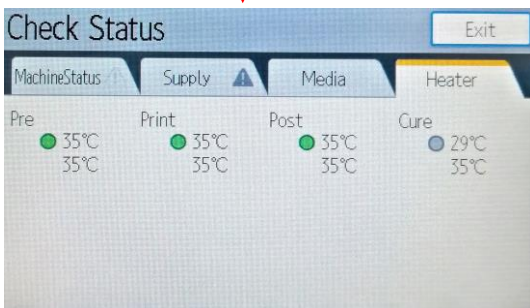 Check Status
Exit
MachineStatus
Supply
Media
Heater
Pre
Print
Post
Cure
35℃
35℃
35℃
29℃
35℃
35℃
35℃
35℃